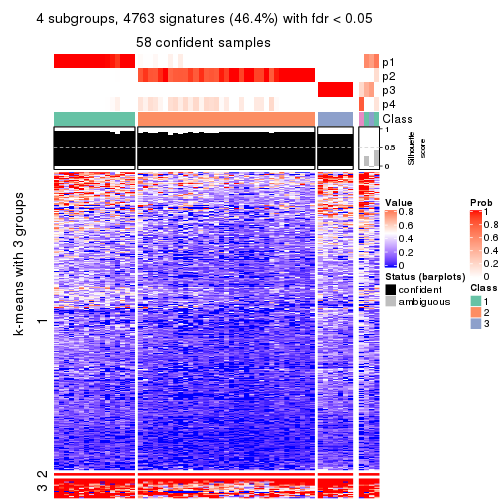 4 subgroups, 4763 signatures (46.4%) with fdr < 0.05
58 confident samples
p1
p2
p3
p4
Class
1
0.5
0
Silhouette
score
k-means with 3 groups
1
2
3
Value
0.8
0.6
0.4
0.2
0
Status (barplots)
confident
ambiguous
Prob
1
0.8
0.6
0.4
0.2
0
Class
1
2
3